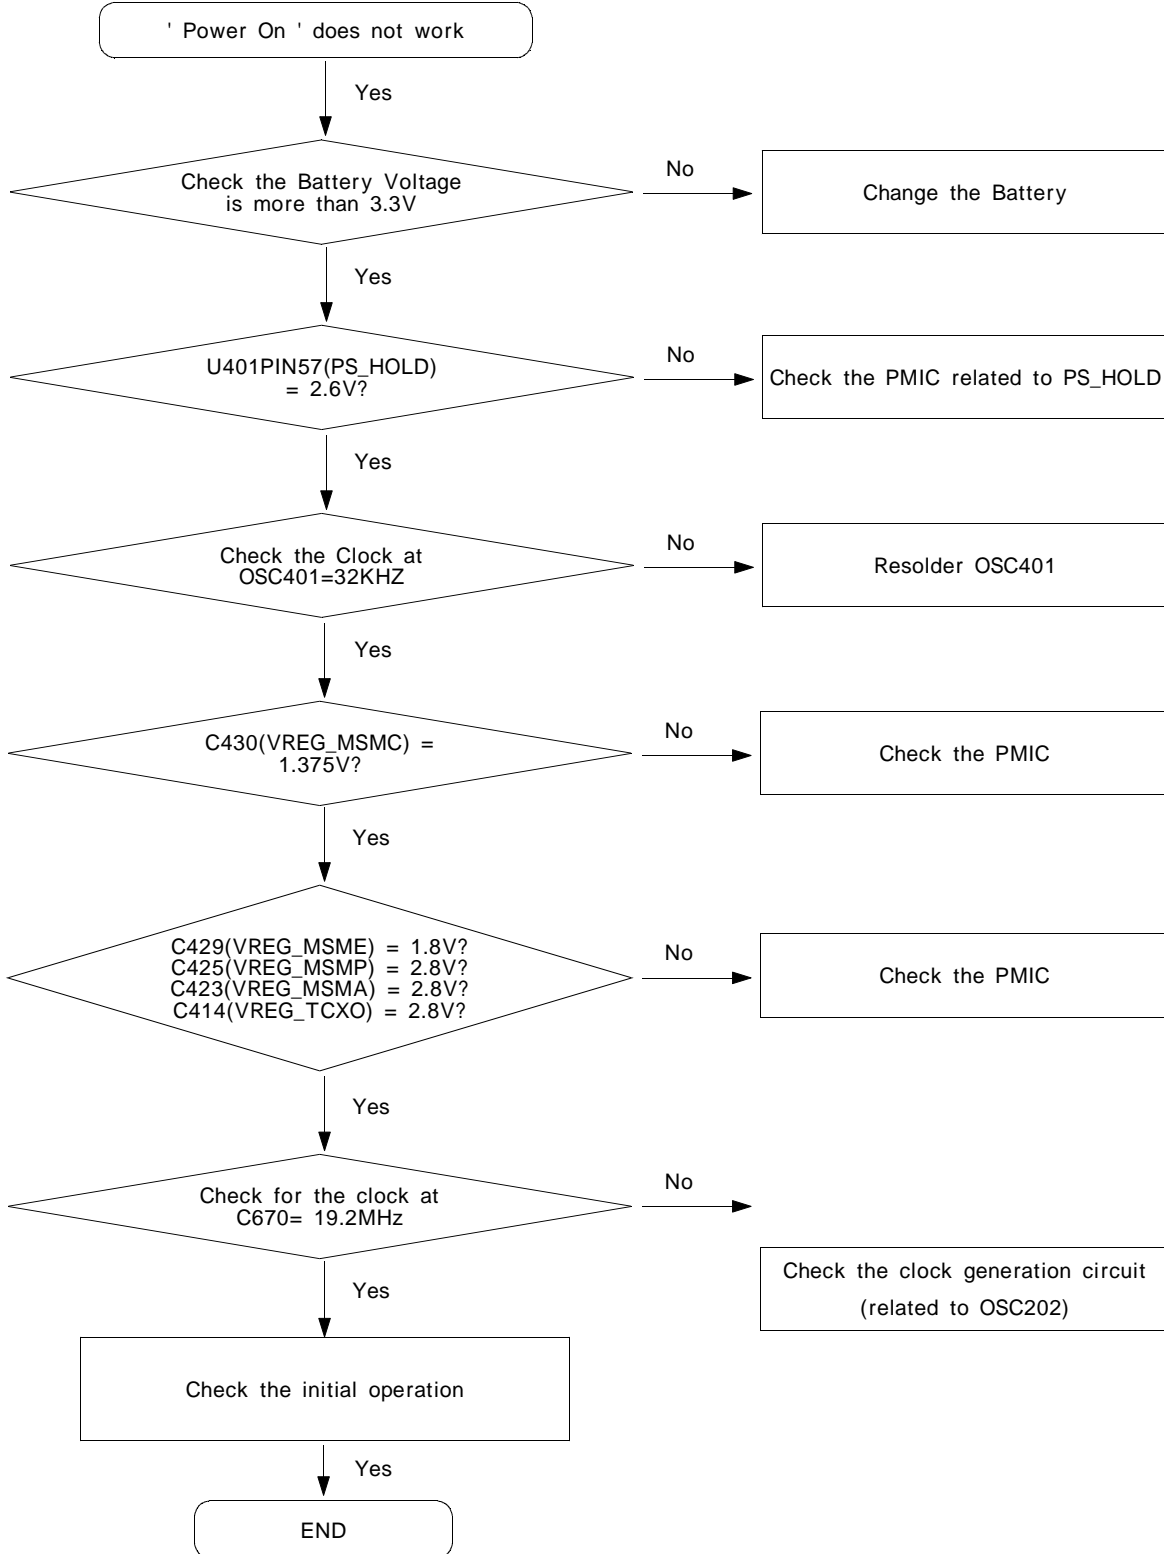 ' Power On ' does not work
Yes
Check the Battery Voltage
is more than 3.3V
No
Change the Battery
Yes
U401PIN57(PS_HOLD)
= 2.6V?
No
Check the PMIC related to PS_HOLD
Yes
Check the Clock at
OSC401=32KHZ
No
Resolder OSC401
Yes
C430(VREG_MSMC) =
1.375V?
No
Check the PMIC
Yes
C429(VREG_MSME) = 1.8V?
C425(VREG_MSMP) = 2.8V?
C423(VREG_MSMA) = 2.8V?
C414(VREG_TCXO) = 2.8V?
No
Check the PMIC
Yes
Check for the clock at
C670= 19.2MHz
No
Check the clock generation circuit
(related to OSC202)
Yes
Check the initial operation
Yes
END